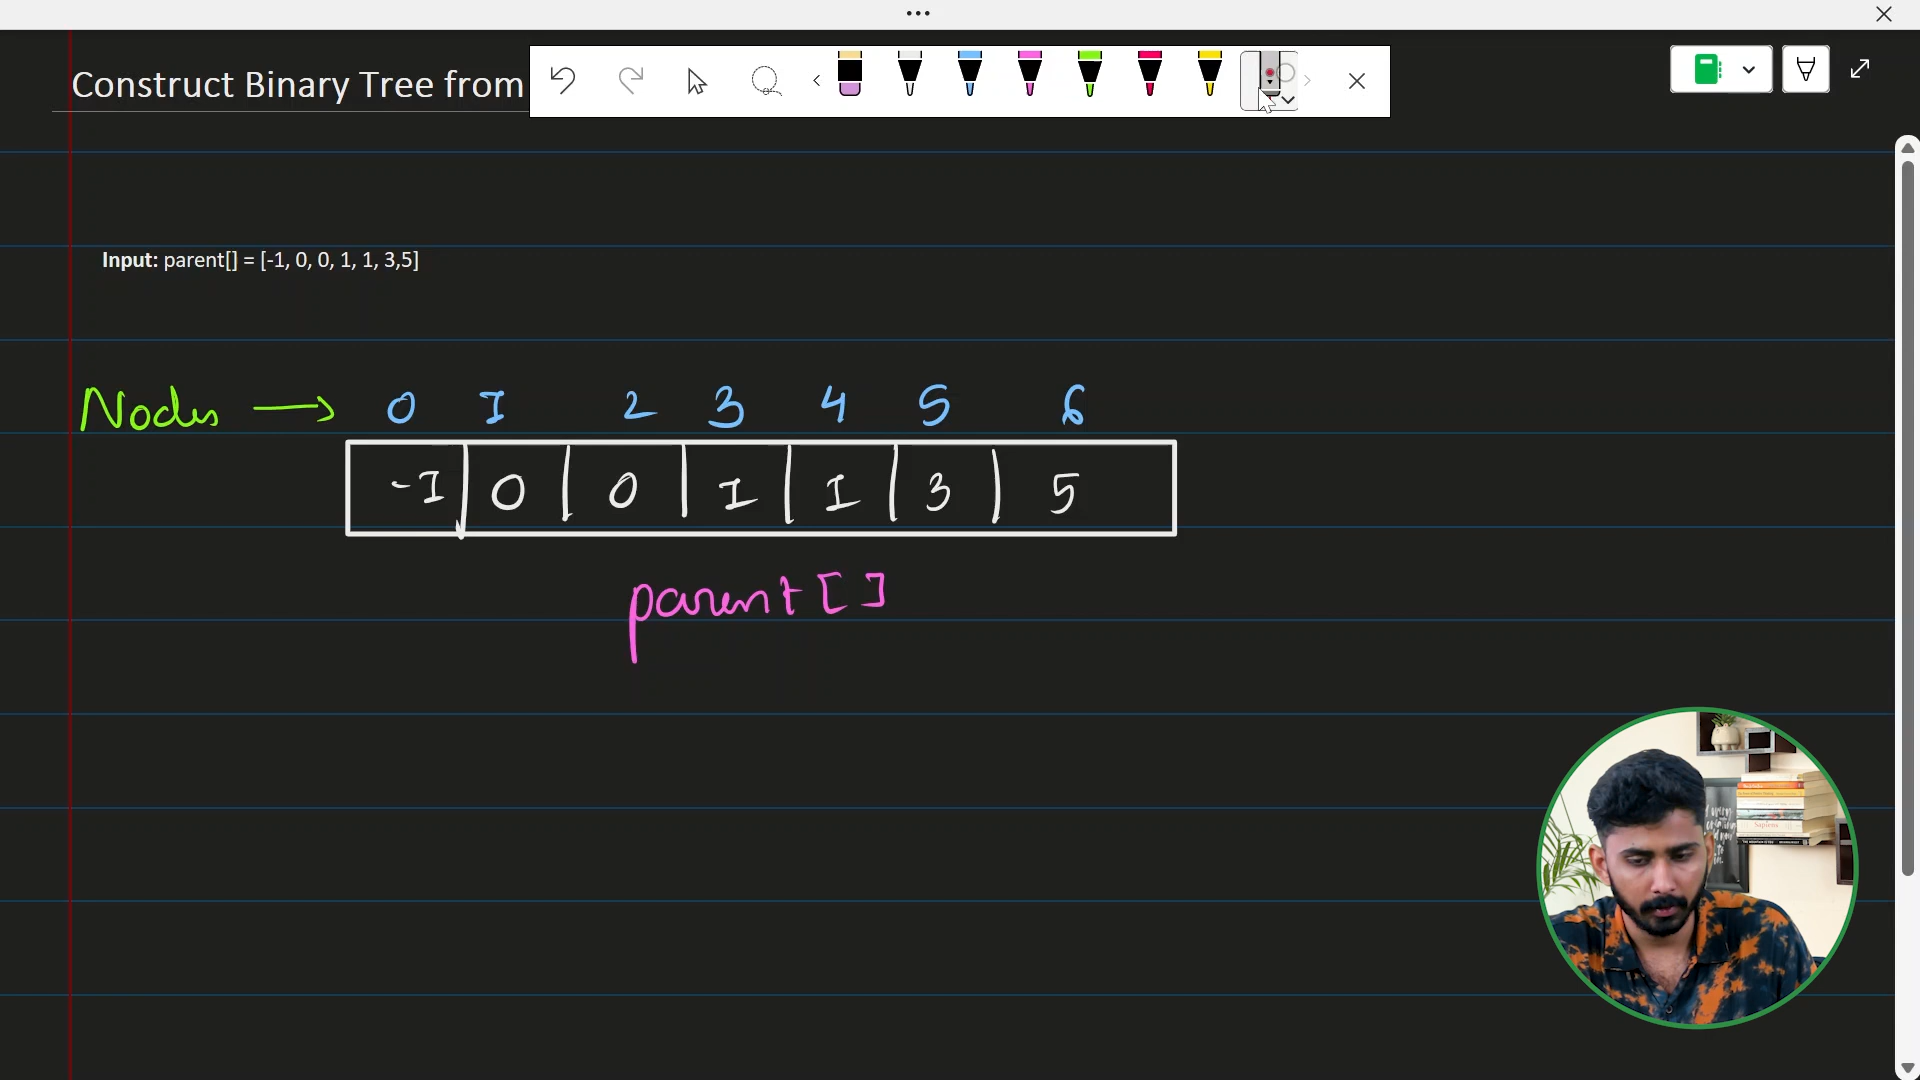 Construct Binary Tree from
Input: parent[] = [-1, 0, 0, 1, 1, 3,5]
Nodes → 0 1 2 3 4 5 6
-1 0 0 1 1 3 5
parent[]
Sapiens